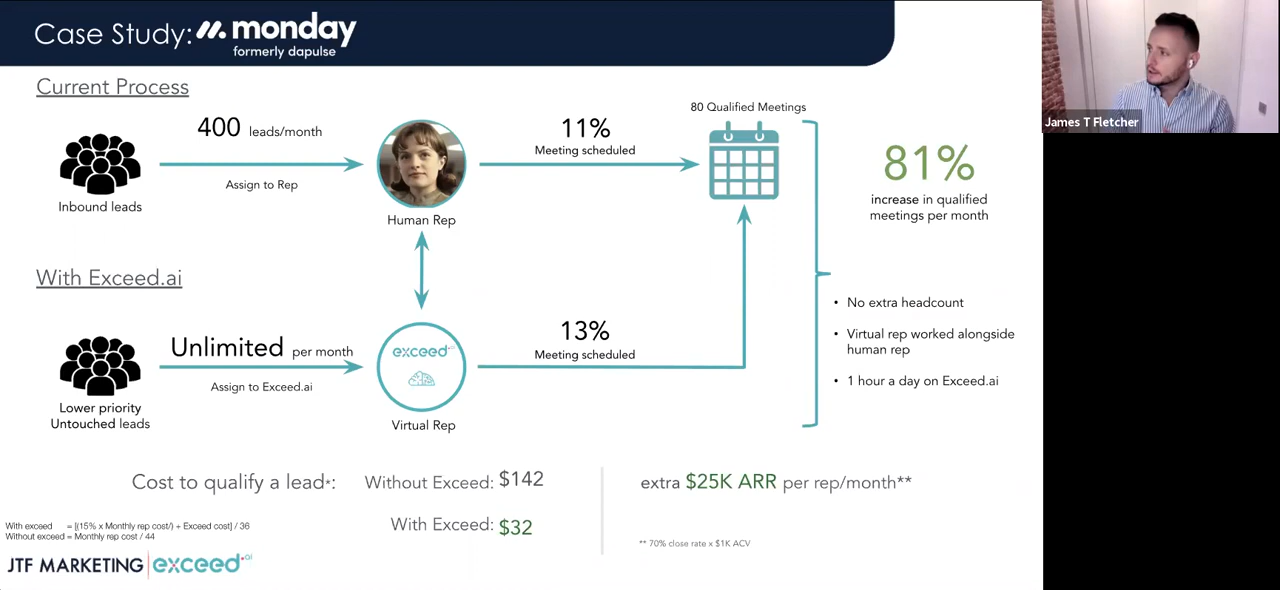 Case Study: monday
formerly dapulse
James T Fletcher
Current Process
400 leads/month
Assign to Rep
Inbound leads
Human Rep
11%
Meeting scheduled
80 Qualified Meetings
81%
increase in qualified
meetings per month
With Exceed.ai
Unlimited per month
Assign to Exceed.ai
Lower priority
Untouched leads
exceed.ai
Virtual Rep
13%
Meeting scheduled
• No extra headcount
• Virtual rep worked alongside
human rep
• 1 hour a day on Exceed.ai
Cost to qualify a lead*:
Without Exceed: $142
With Exceed: $32
extra $25K ARR per rep/month**
** 70% close rate x $1K ACV
With exceed = [(15% x Monthly rep cost/) + Exceed cost] / 36
Without exceed = Monthly rep cost / 44
JTF MARKETING exceed.ai